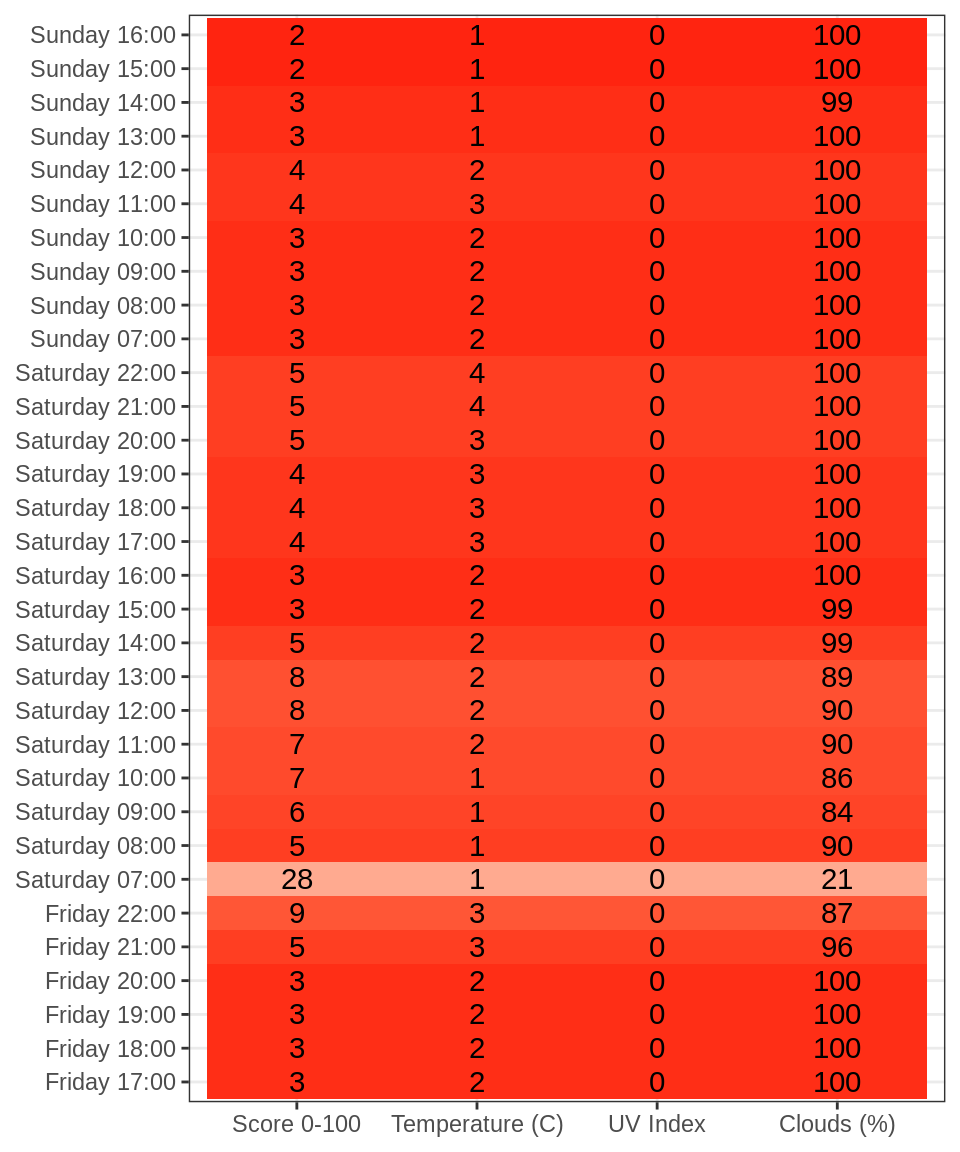 Sunday 16:00 2 1 0 100
Sunday 15:00 2 1 0 100
Sunday 14:00 3 1 0 99
Sunday 13:00 3 1 0 100
Sunday 12:00 4 2 0 100
Sunday 11:00 4 3 0 100
Sunday 10:00 3 2 0 100
Sunday 09:00 3 2 0 100
Sunday 08:00 3 2 0 100
Sunday 07:00 3 2 0 100
Saturday 22:00 5 4 0 100
Saturday 21:00 5 4 0 100
Saturday 20:00 5 3 0 100
Saturday 19:00 4 3 0 100
Saturday 18:00 4 3 0 100
Saturday 17:00 4 3 0 100
Saturday 16:00 3 2 0 100
Saturday 15:00 3 2 0 99
Saturday 14:00 5 2 0 99
Saturday 13:00 8 2 0 89
Saturday 12:00 8 2 0 90
Saturday 11:00 7 2 0 90
Saturday 10:00 7 1 0 86
Saturday 09:00 6 1 0 84
Saturday 08:00 5 1 0 90
Saturday 07:00 28 1 0 21
Friday 22:00 9 3 0 87
Friday 21:00 5 3 0 96
Friday 20:00 3 2 0 100
Friday 19:00 3 2 0 100
Friday 18:00 3 2 0 100
Friday 17:00 3 2 0 100
Score 0-100 Temperature (C) UV Index Clouds (%)